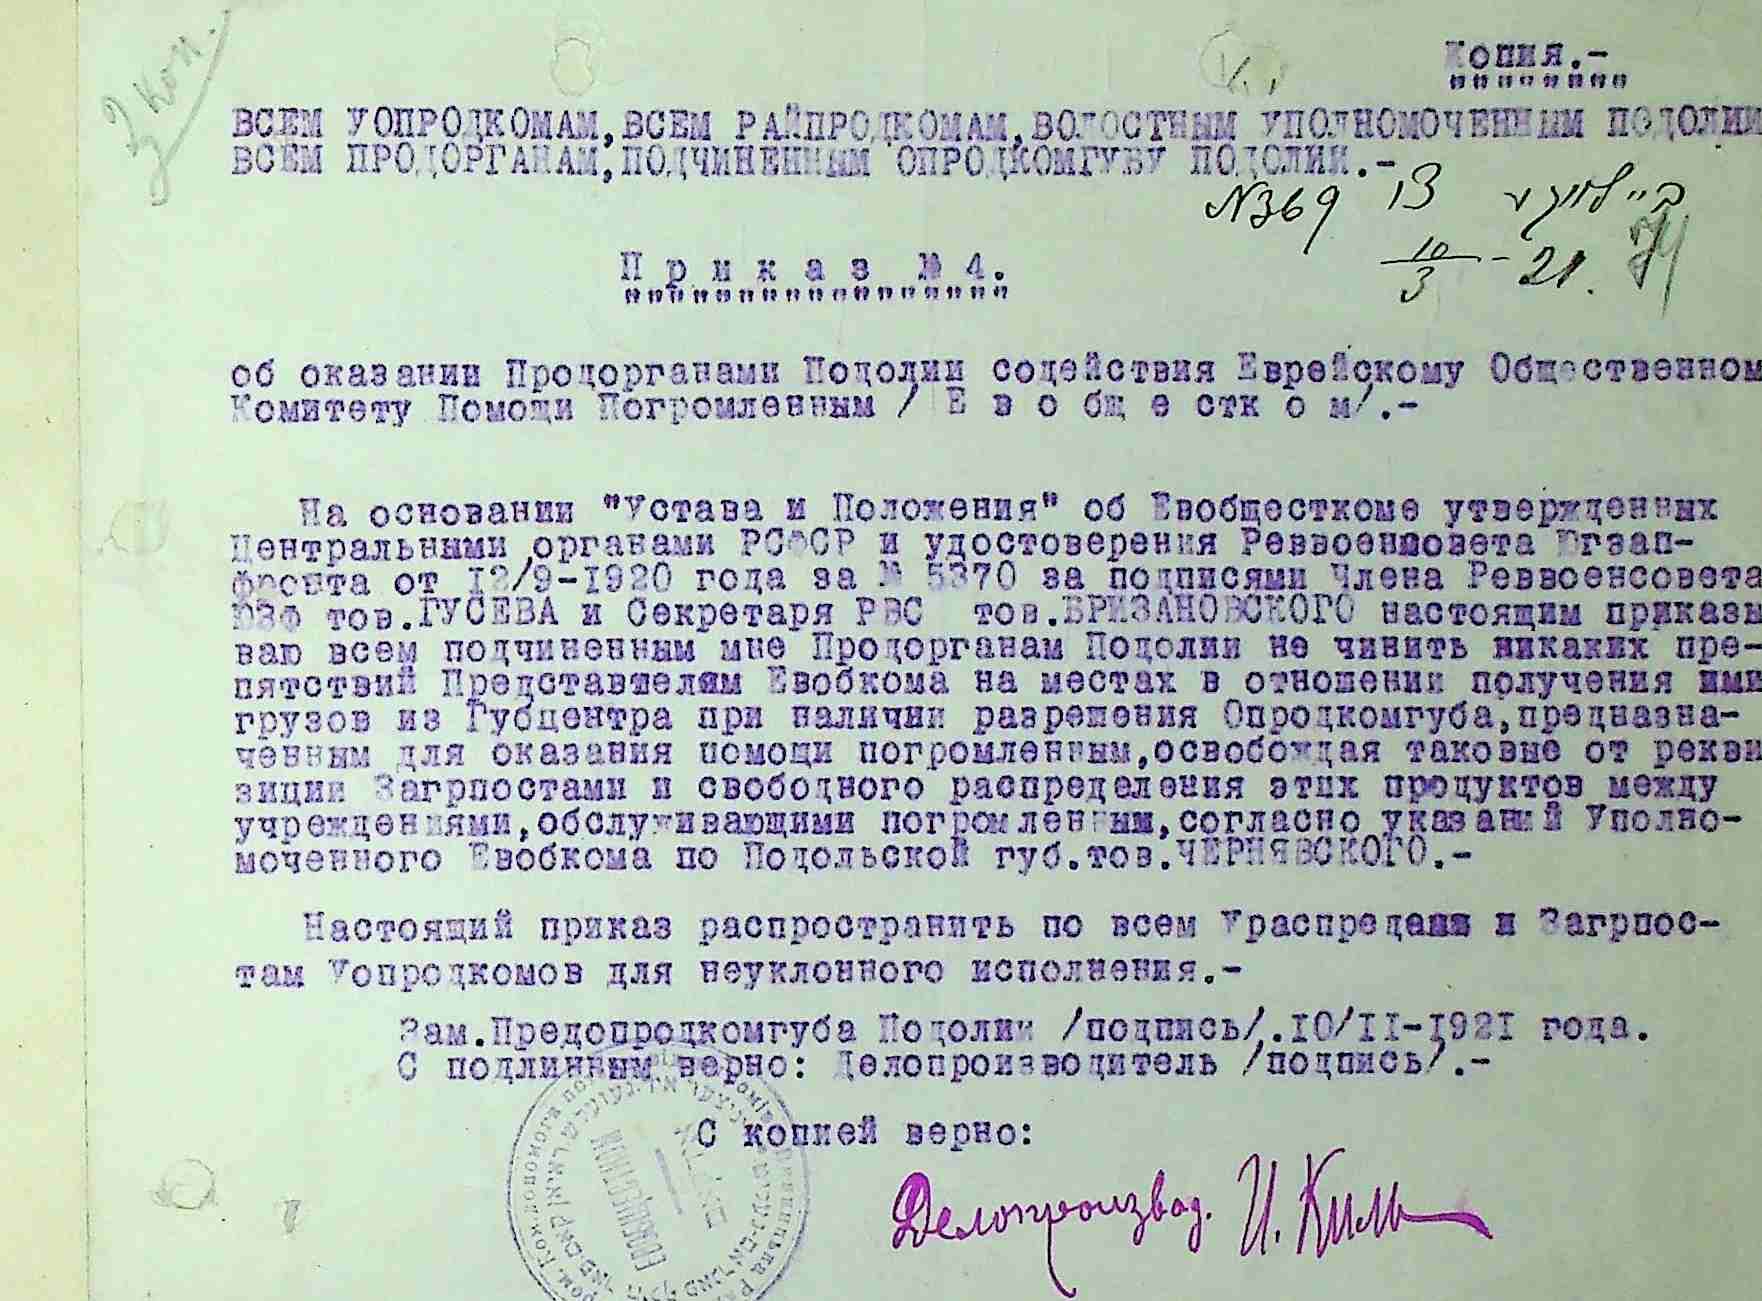 3 коп.
Копия.-
ВСЕМ УОПРОДКОМАМ,ВСЕМ РАЙПРОДКОМАМ,ВОЛОСТНЫМ УПОЛНОМОЧЕННЫМ ПОДОЛИИ
ВСЕМ ПРОДОРГАНАМ,ПОДЧИНЕННЫМ ОПРОДКОМГУБУ ПОДОЛИИ.-
№369
10/3 - 21.
Приказ № 4.
об оказании Продорганами Подолии содействия Еврейскому Общественном
Комитету Помощи Погромленным / Е в о бщ е стк о м/.-
На основании "Устава и Положения" об Евобщесткоме утвержденных
Центральными органами РСФСР и удостоверения Реввоенсовета Югзап-
фронта от 12/9-1920 года за № 5370 за подписями Члена Реввоенсовета
ЮЗФ тов.ГУСЕВА и Секретаря РВС тов.БРИЗАНОВСКОГО настоящим приказы
ваю всем подчиненным мне Продорганам Подолии не чинить никаких пре-
пятствий Представителям Евобкома на местах в отношении получения ими
грузов из Губцентра при наличии разрешения Опродкомгуба,предназна-
ченным для оказания помощи погромленным,освобождая таковые от рекви
зиции Загрпостами и свободного распределения этих продуктов между
учреждениями,обслуживающими погромленным,согласно указаний Уполно-
моченного Евобкома по Подольской губ.тов.ЧЕРНЯВСКОГО.-
Настоящий приказ распространить по всем Ураспредам и Загрпос-
там Уопродкомов для неуклонного исполнения.-
Зам.Предопродкомгуба Подолии /подпись/.10/II-1921 года.
С подлинным верно: Делопроизводитель /подпись/.-
С копией верно:
Делопроизвод. И. Киль